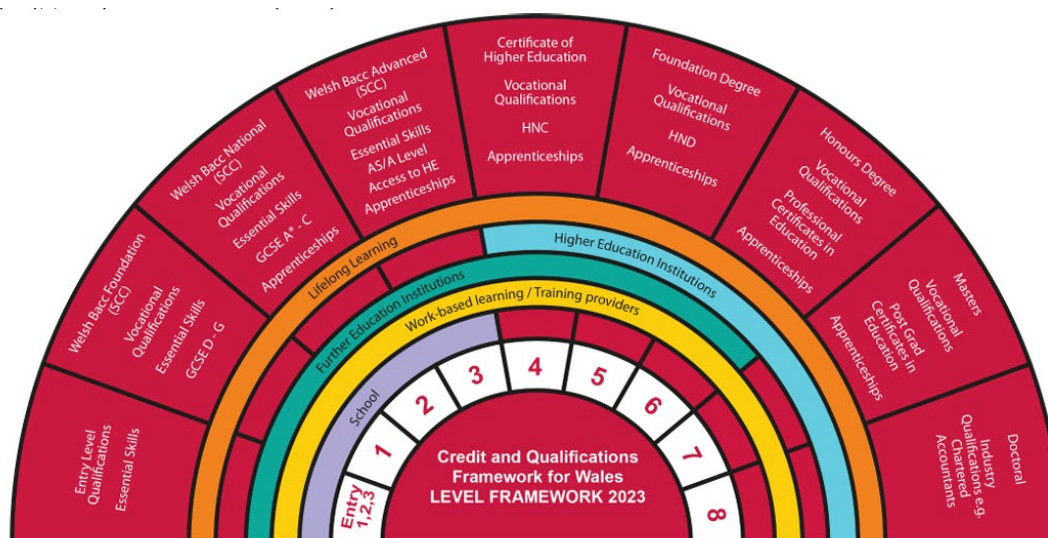 Entry Level
Qualifications
Essential Skills
Welsh Bacc Foundation
(SCC)
Vocational
Qualifications
Essential Skills
GCSE D - G
Welsh Bacc National
(SCC)
Vocational
Qualifications
Essential Skills
GCSE A* - C
Apprenticeships
Welsh Bacc Advanced
(SCC)
Vocational
Qualifications
Essential Skills
AS/A Level
Access to HE
Apprenticeships
Certificate of
Higher Education
Vocational
Qualifications
HNC
Apprenticeships
Foundation Degree
Vocational
Qualifications
HND
Apprenticeships
Honours Degree
Vocational
Qualifications
Professional
Certificates in
Education
Apprenticeships
Masters
Vocational
Qualifications
Post Grad
Certificates in
Education
Apprenticeships
Doctoral
Industry
Qualifications e.g.
Chartered
Accountants
Lifelong Learning
Higher Education Institutions
Further Education Institutions
Work-based learning / Training providers
School
Entry
1,2,3
1
2
3
4
5
6
7
8
Credit and Qualifications
Framework for Wales
LEVEL FRAMEWORK 2023